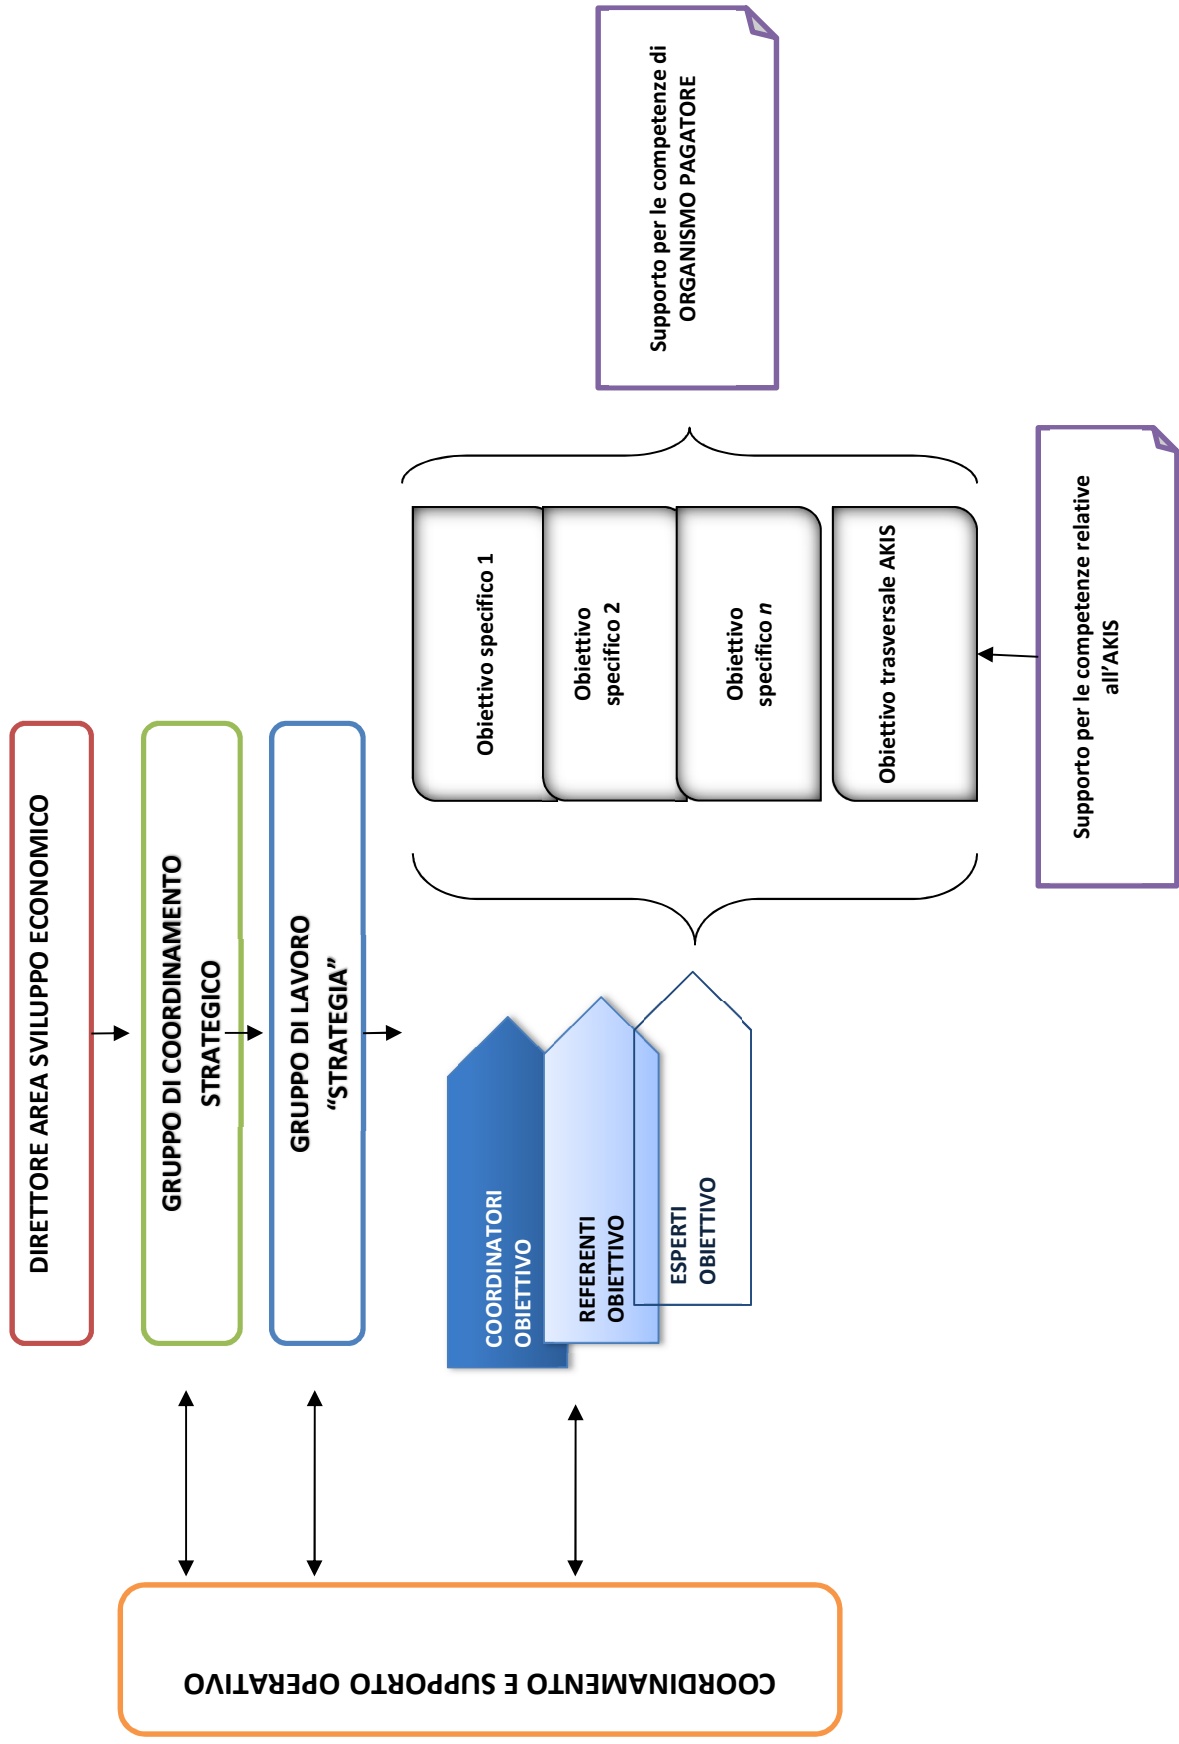 DIRETTORE AREA SVILUPPO ECONOMICO
GRUPPO DI COORDINAMENTO
STRATEGICO
GRUPPO DI LAVORO
“STRATEGIA”
COORDINAMENTO E SUPPORTO OPERATIVO
COORDINATORI
OBIETTIVO
REFERENTI
OBIETTIVO
ESPERTI
OBIETTIVO
Obiettivo specifico 1
Obiettivo
specifico 2
Obiettivo
specifico n
Obiettivo trasversale AKIS
Supporto per le competenze di
ORGANISMO PAGATORE
Supporto per le competenze relative
all’AKIS